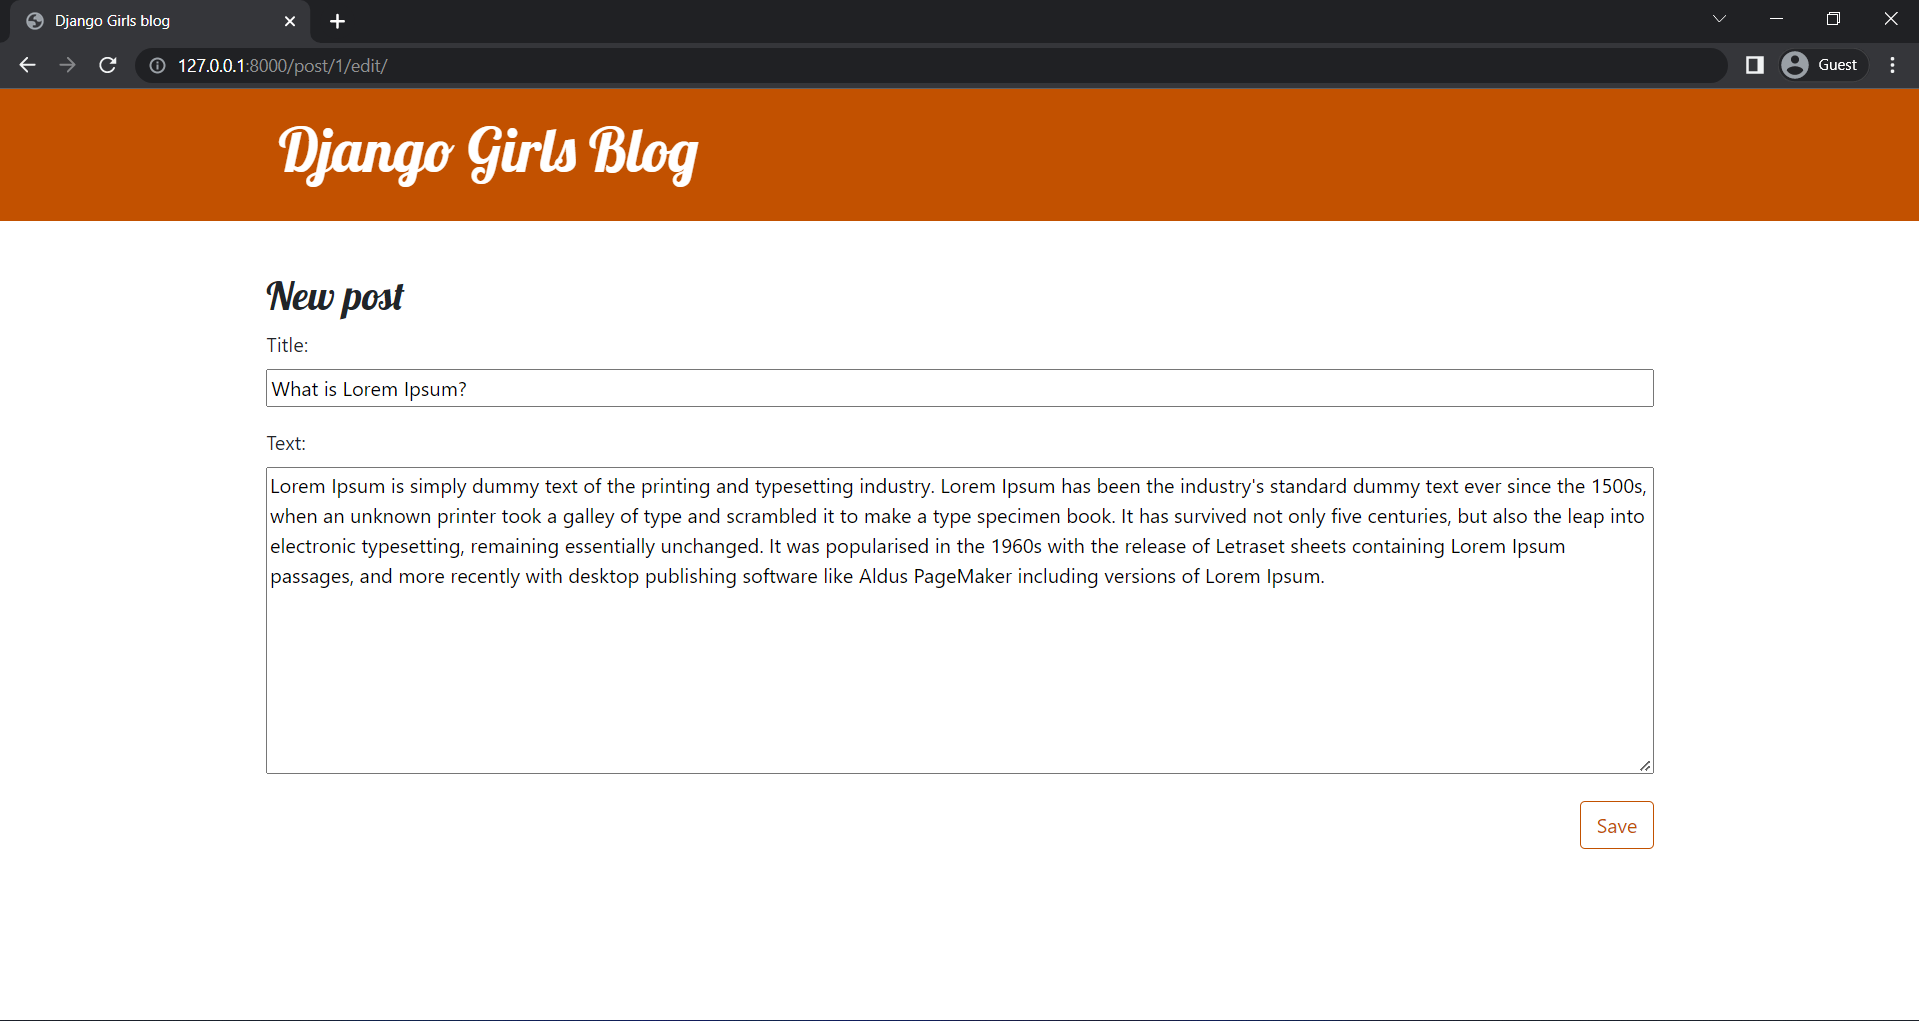 Django Girls blog
127.0.0.1:8000/post/1/edit/
Guest
Django Girls Blog
New post
Title:
What is Lorem Ipsum?
Text:
Lorem Ipsum is simply dummy text of the printing and typesetting industry. Lorem Ipsum has been the industry's standard dummy text ever since the 1500s,
when an unknown printer took a galley of type and scrambled it to make a type specimen book. It has survived not only five centuries, but also the leap into
electronic typesetting, remaining essentially unchanged. It was popularised in the 1960s with the release of Letraset sheets containing Lorem Ipsum
passages, and more recently with desktop publishing software like Aldus PageMaker including versions of Lorem Ipsum.
Save